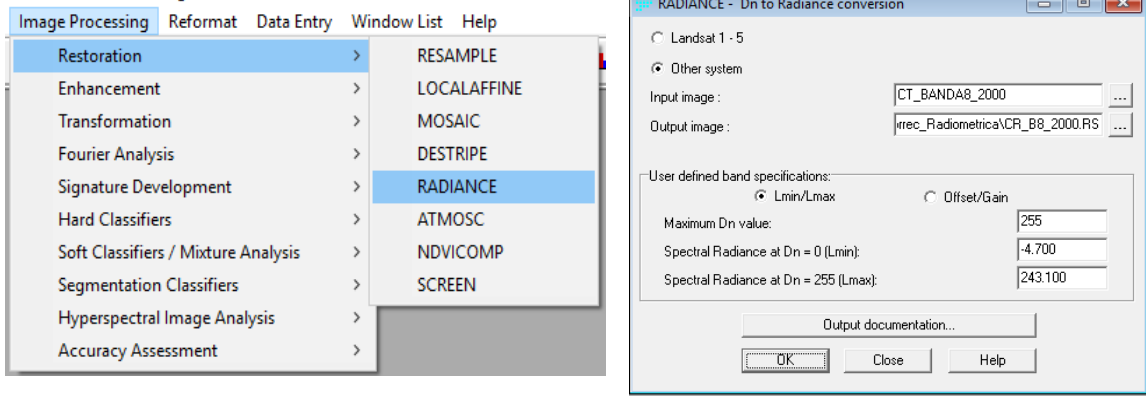 Image Processing Reformat Data Entry Window List Help
Restoration >
Enhancement >
Transformation >
Fourier Analysis >
Signature Development >
Hard Classifiers >
Soft Classifiers / Mixture Analysis >
Segmentation Classifiers >
Hyperspectral Image Analysis >
Accuracy Assessment >
RESAMPLE
LOCALAFFINE
MOSAIC
DESTRIPE
RADIANCE
ATMOSC
NDVICOMP
SCREEN
RADIANCE - Dn to Radiance conversion
Landsat 1 - 5
Other system
Input image : CT_BANDA8_2000 ...
Output image : rrec_Radiometrica\CR_B8_2000.RS ...
User defined band specifications:
Lmin/Lmax Offset/Gain
Maximum Dn value: 255
Spectral Radiance at Dn = 0 (Lmin): -4.700
Spectral Radiance at Dn = 255 (Lmax): 243.100
Output documentation...
OK Close Help